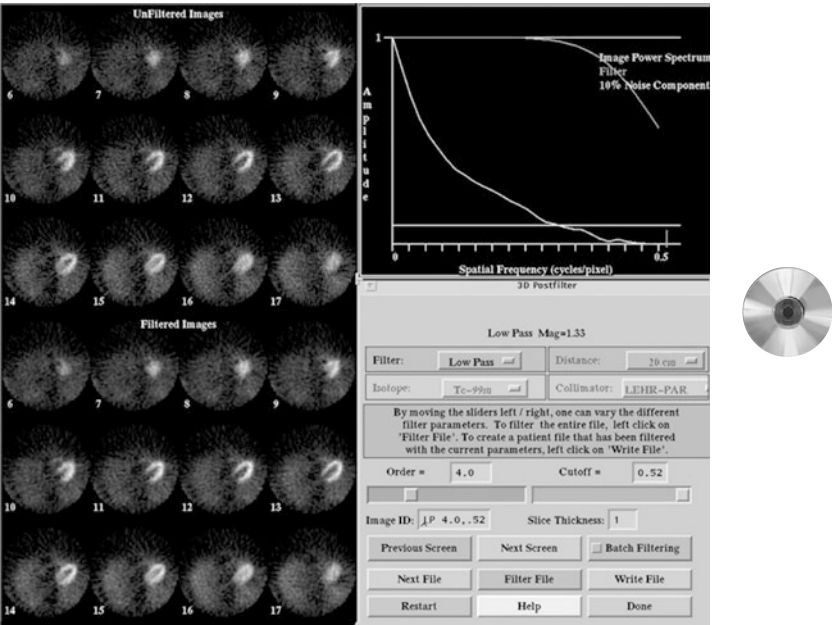 UnFiltered Images
6 7 8 9
10 11 12 13
14 15 16 17
Filtered Images
6 7 8 9
10 11 12 13
14 15 16 17
1
Amplitude
Image Power Spectrum
Filter
10% Noise Component
0 0.5
Spatial Frequency (cycles/pixel)
3D Postfilter
Low Pass Mag=1.33
Filter: Low Pass Distance: 20 cm
Isotope: Tc-99m Collimator: LEHR-PAR
By moving the sliders left / right, one can vary the different
filter parameters. To filter the entire file, left click on
'Filter File'. To create a patient file that has been filtered
with the current parameters, left click on 'Write File'.
Order = 4.0 Cutoff = 0.52
Image ID: LP 4.0,.52 Slice Thickness: 1
Previous Screen Next Screen Batch Filtering
Next File Filter File Write File
Restart Help Done